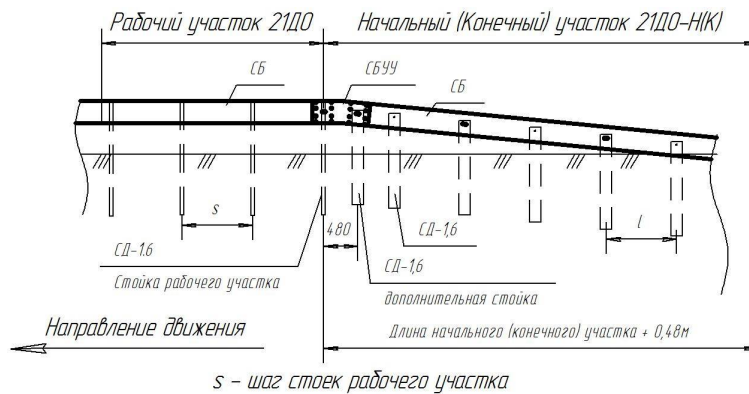 Рабочий участок 21ДО
Начальный (Конечный) участок 21ДО-Н(К)
СБ
СБУУ
СБ
s
480
СД-1,6
l
СД-1.6
Стойка рабочего участка
СД-1,6
дополнительная стойка
Направление движения
Длина начального (конечного) участка + 0,48м
s - шаг стоек рабочего участка